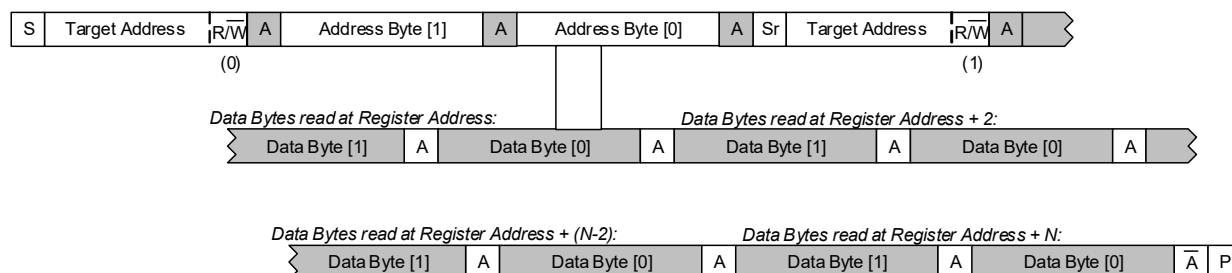 S Target Address R/W̅ A Address Byte [1] A Address Byte [0] A Sr Target Address R/W̅ A
(0) (1)
Data Bytes read at Register Address: Data Bytes read at Register Address + 2:
Data Byte [1] A Data Byte [0] A Data Byte [1] A Data Byte [0] A
Data Bytes read at Register Address + (N-2): Data Bytes read at Register Address + N:
Data Byte [1] A Data Byte [0] A Data Byte [1] A Data Byte [0] A̅ P